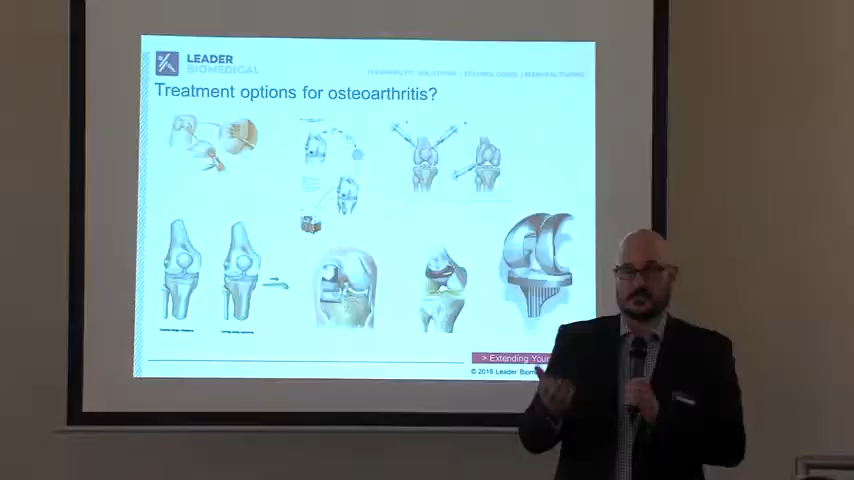 LEADER
BIOMEDICAL
Treatment options for osteoarthritis?
> Extending Your
© 2018 Leader Biom